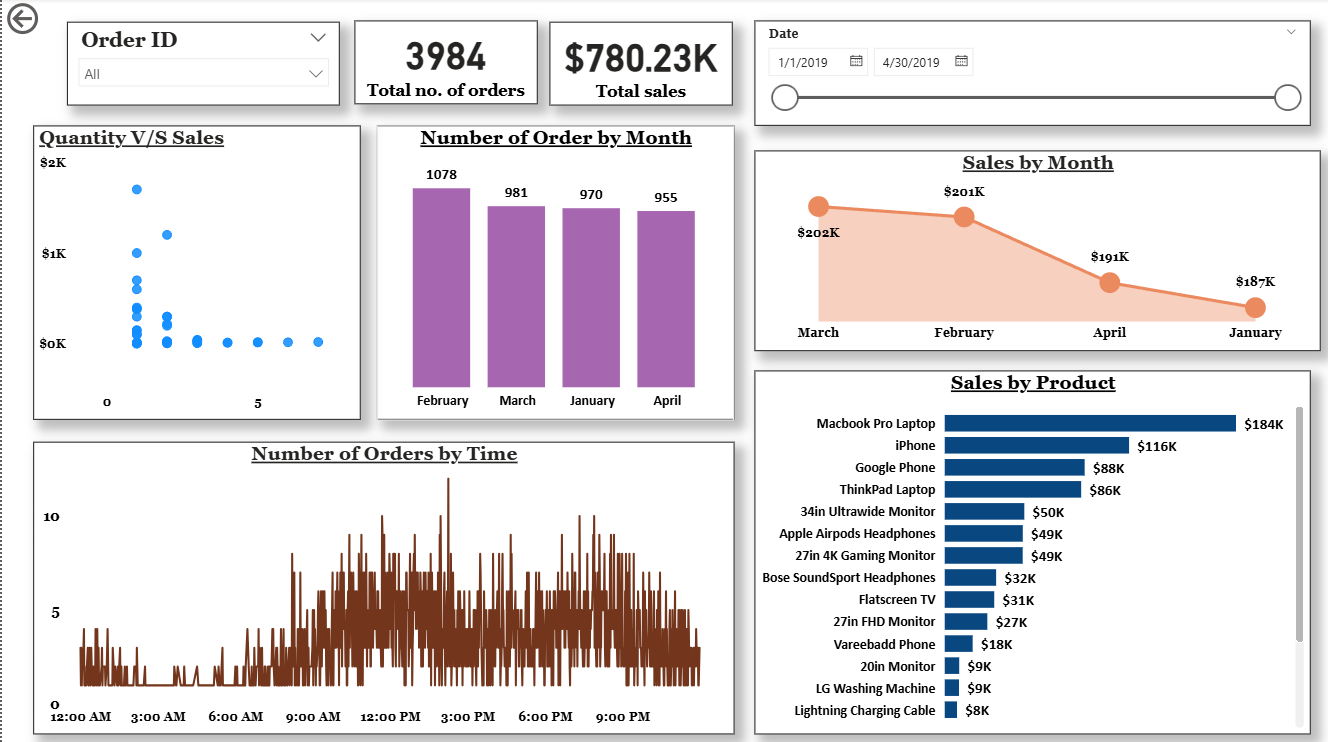 Order ID
All
3984
Total no. of orders
$780.23K
Total sales
Date
1/1/2019
4/30/2019
Quantity V/S Sales
$2K
$1K
$0K
0
5
Number of Order by Month
1078
981
970
955
February
March
January
April
Sales by Month
$202K
$201K
$191K
$187K
March
February
April
January
Number of Orders by Time
10
5
0
12:00 AM
3:00 AM
6:00 AM
9:00 AM
12:00 PM
3:00 PM
6:00 PM
9:00 PM
Sales by Product
Macbook Pro Laptop $184K
iPhone $116K
Google Phone $88K
ThinkPad Laptop $86K
34in Ultrawide Monitor $50K
Apple Airpods Headphones $49K
27in 4K Gaming Monitor $49K
Bose SoundSport Headphones $32K
Flatscreen TV $31K
27in FHD Monitor $27K
Vareebadd Phone $18K
20in Monitor $9K
LG Washing Machine $9K
Lightning Charging Cable $8K